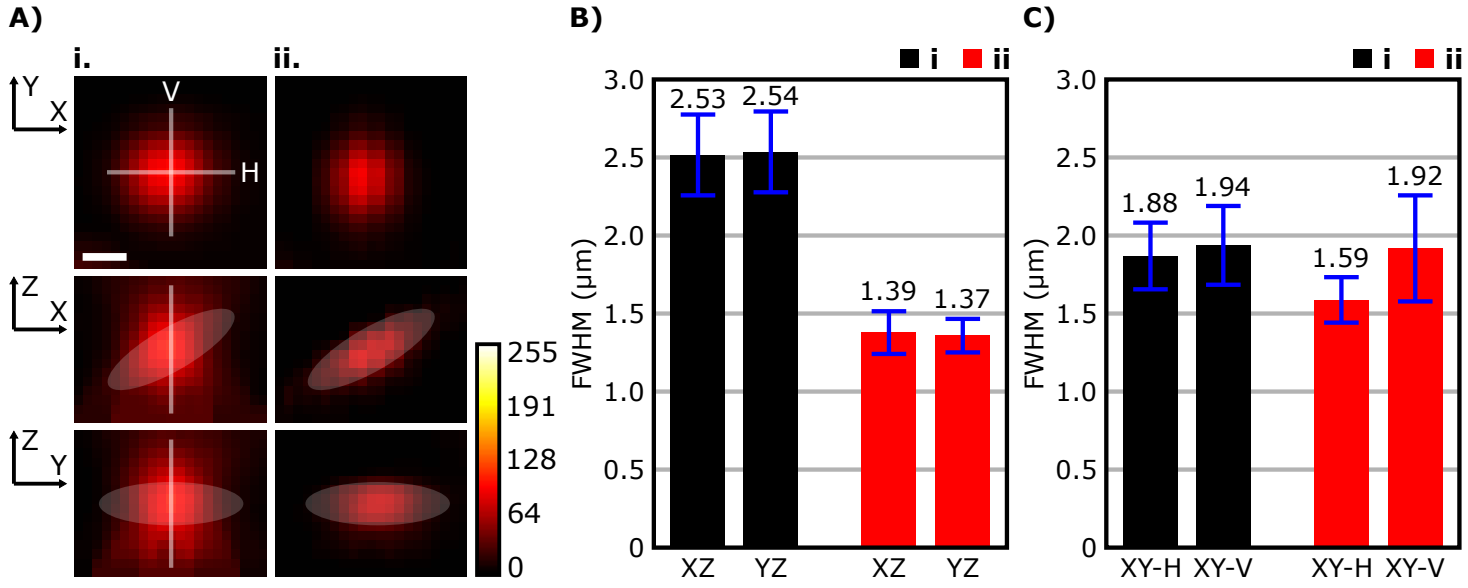 A)
i.
ii.
Y
X
V
H
Z
X
Z
Y
255
191
128
64
0
B)
i ii
FWHM (μm)
3.0
2.5
2.0
1.5
1.0
0.5
0
2.53 2.54
1.39 1.37
XZ YZ XZ YZ
C)
i ii
FWHM (μm)
3.0
2.5
2.0
1.5
1.0
0.5
0
1.88 1.94
1.59 1.92
XY-H XY-V XY-H XY-V